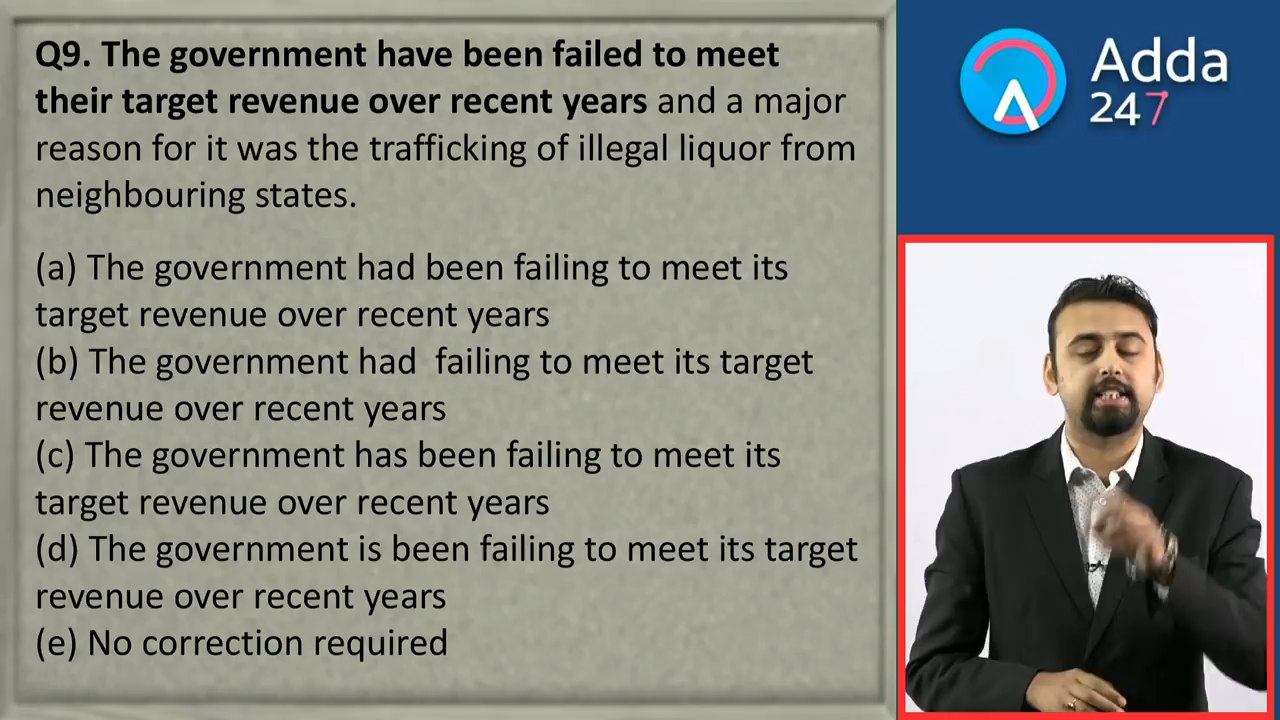 Q9. The government have been failed to meet
their target revenue over recent years and a major
reason for it was the trafficking of illegal liquor from
neighbouring states.
(a) The government had been failing to meet its
target revenue over recent years
(b) The government had  failing to meet its target
revenue over recent years
(c) The government has been failing to meet its
target revenue over recent years
(d) The government is been failing to meet its target
revenue over recent years
(e) No correction required
Adda
247